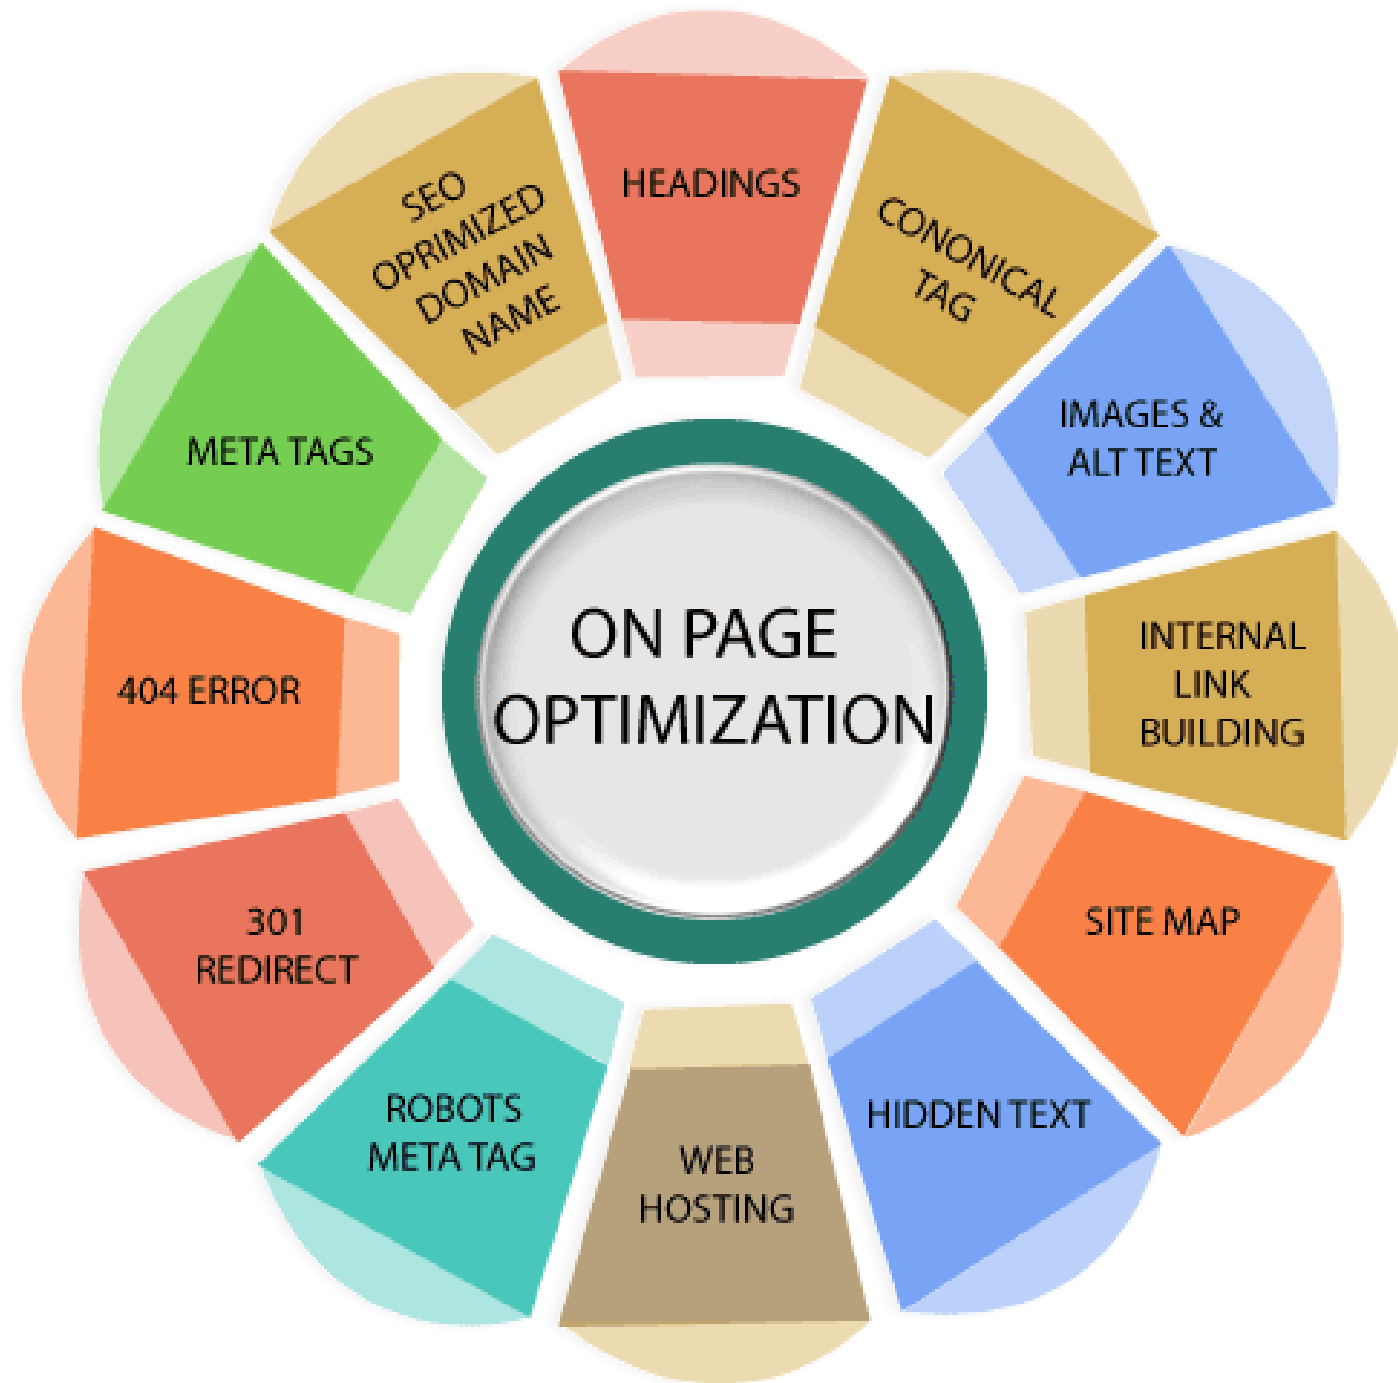 HEADINGS
CONONICAL
TAG
IMAGES &
ALT TEXT
INTERNAL
LINK
BUILDING
SITE MAP
HIDDEN TEXT
WEB
HOSTING
ROBOTS
META TAG
301
REDIRECT
404 ERROR
META TAGS
SEO
OPRIMIZED
DOMAIN
NAME
ON PAGE
OPTIMIZATION